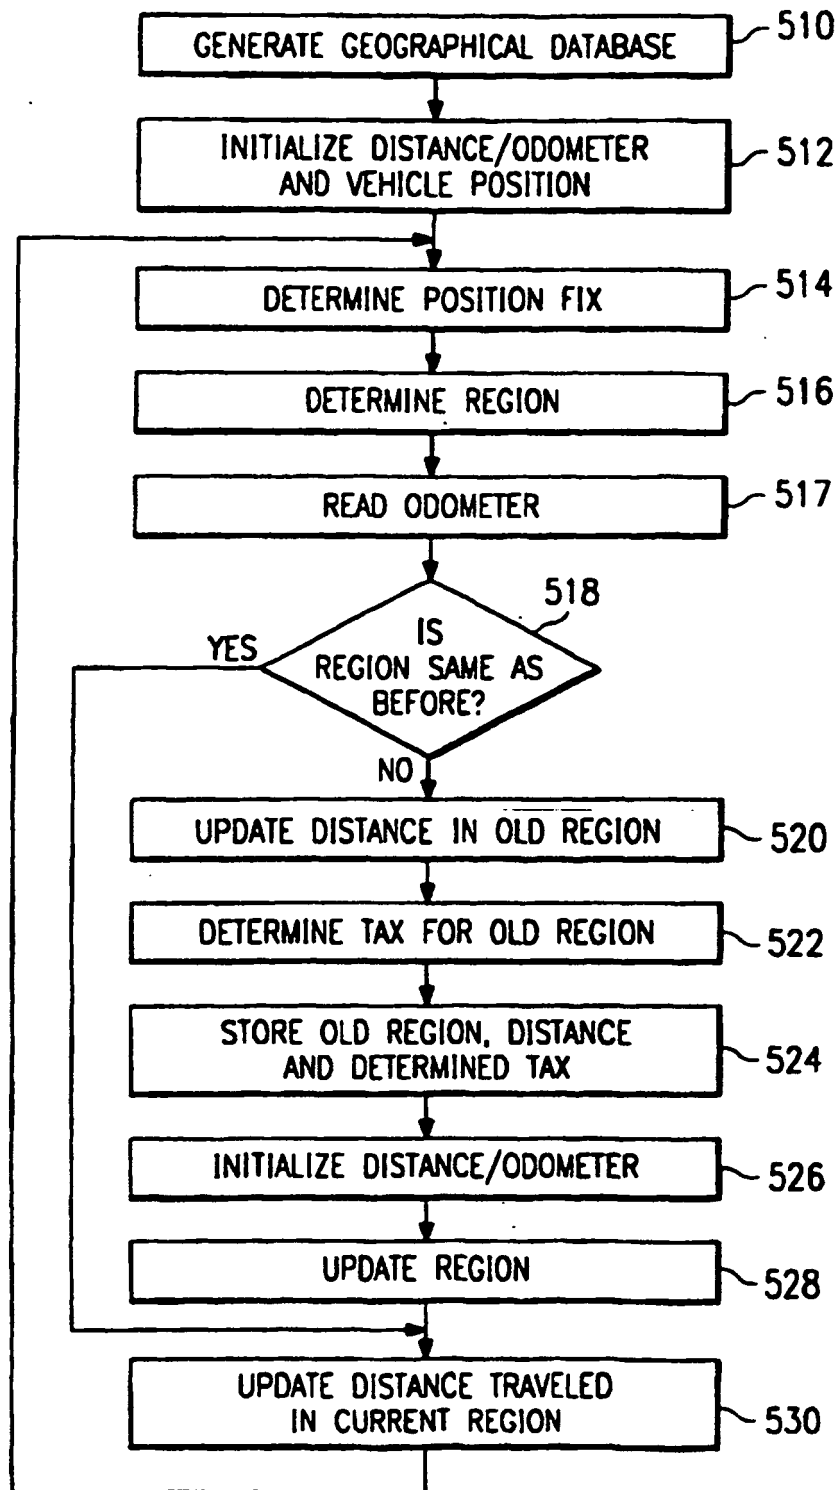 GENERATE GEOGRAPHICAL DATABASE
510
INITIALIZE DISTANCE/ODOMETER
AND VEHICLE POSITION
512
DETERMINE POSITION FIX
514
DETERMINE REGION
516
READ ODOMETER
517
518
IS
REGION SAME AS
BEFORE?
YES
NO
UPDATE DISTANCE IN OLD REGION
520
DETERMINE TAX FOR OLD REGION
522
STORE OLD REGION, DISTANCE
AND DETERMINED TAX
524
INITIALIZE DISTANCE/ODOMETER
526
UPDATE REGION
528
UPDATE DISTANCE TRAVELED
IN CURRENT REGION
530